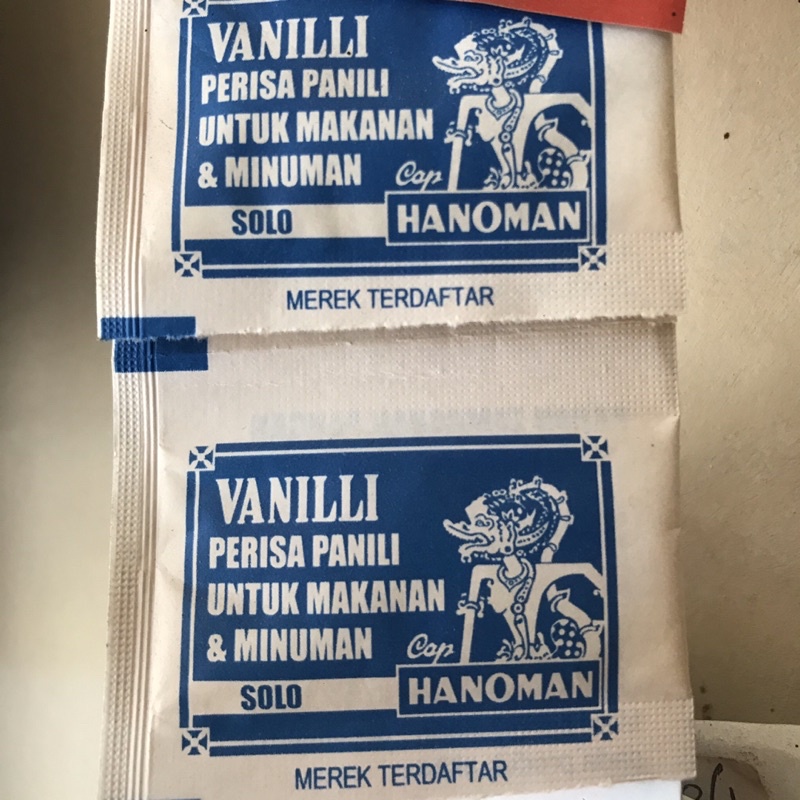 VANILLI
PERISA PANILI
UNTUK MAKANAN
& MINUMAN
Cap
SOLO
HANOMAN
MEREK TERDAFTAR
VANILLI
PERISA PANILI
UNTUK MAKANAN
& MINUMAN
Cap
SOLO
HANOMAN
MEREK TERDAFTAR